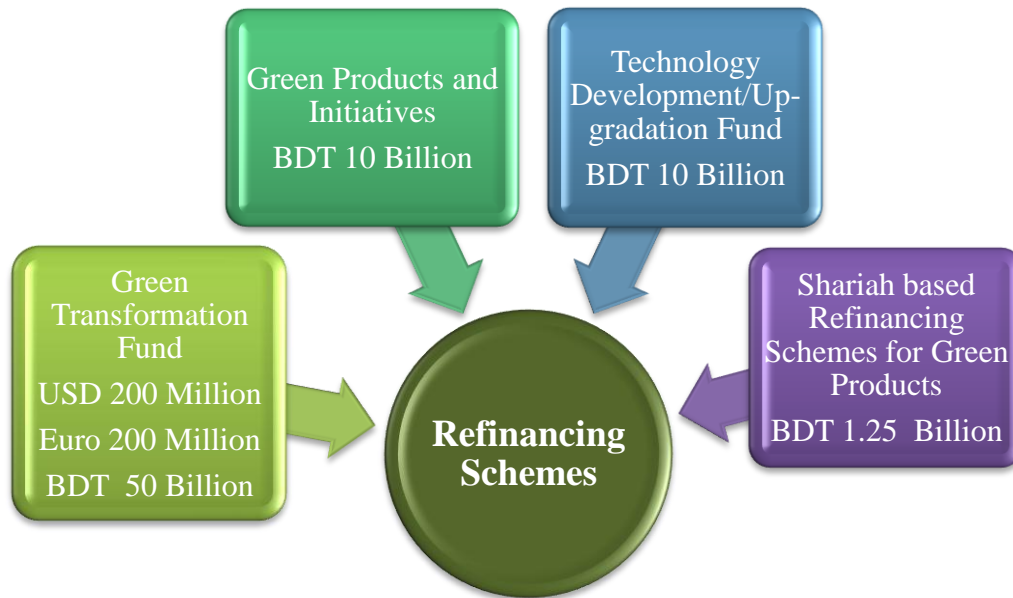 Green Products and
Initiatives
BDT 10 Billion
Technology
Development/Up-
gradation Fund
BDT 10 Billion
Green
Transformation
Fund
USD 200 Million
Euro 200 Million
BDT 50 Billion
Shariah based
Refinancing
Schemes for Green
Products
BDT 1.25 Billion
Refinancing
Schemes